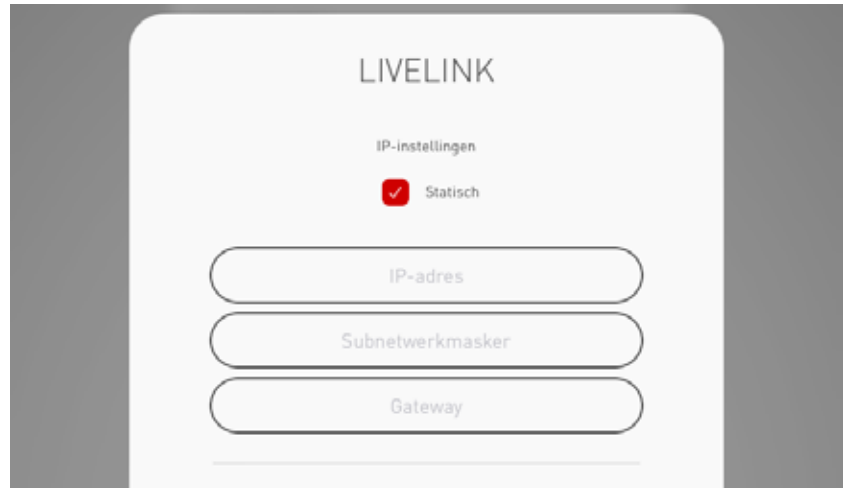 LIVELINK
IP-instellingen
Statisch
IP-adres
Subnetwerkmasker
Gateway